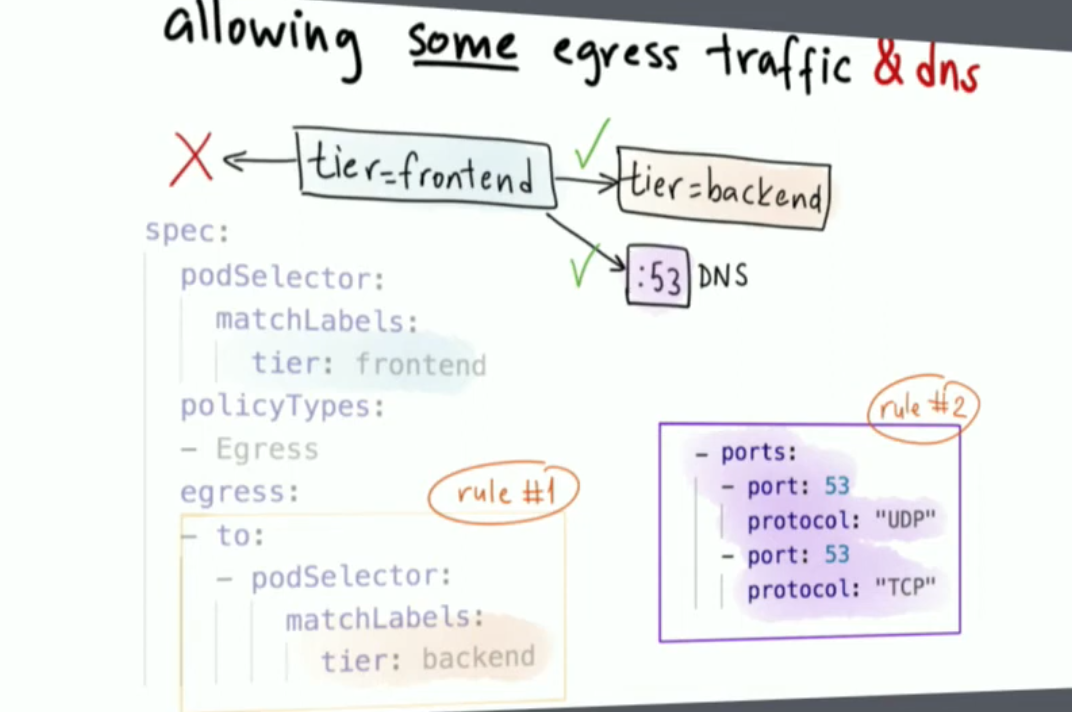 allowing some egress traffic & dns
X
tier=frontend
tier=backend
:53 DNS
spec:
podSelector:
matchLabels:
tier: frontend
policyTypes:
- Egress
egress:
rule #1
- to:
- podSelector:
matchLabels:
tier: backend
rule #2
- ports:
- port: 53
protocol: "UDP"
- port: 53
protocol: "TCP"